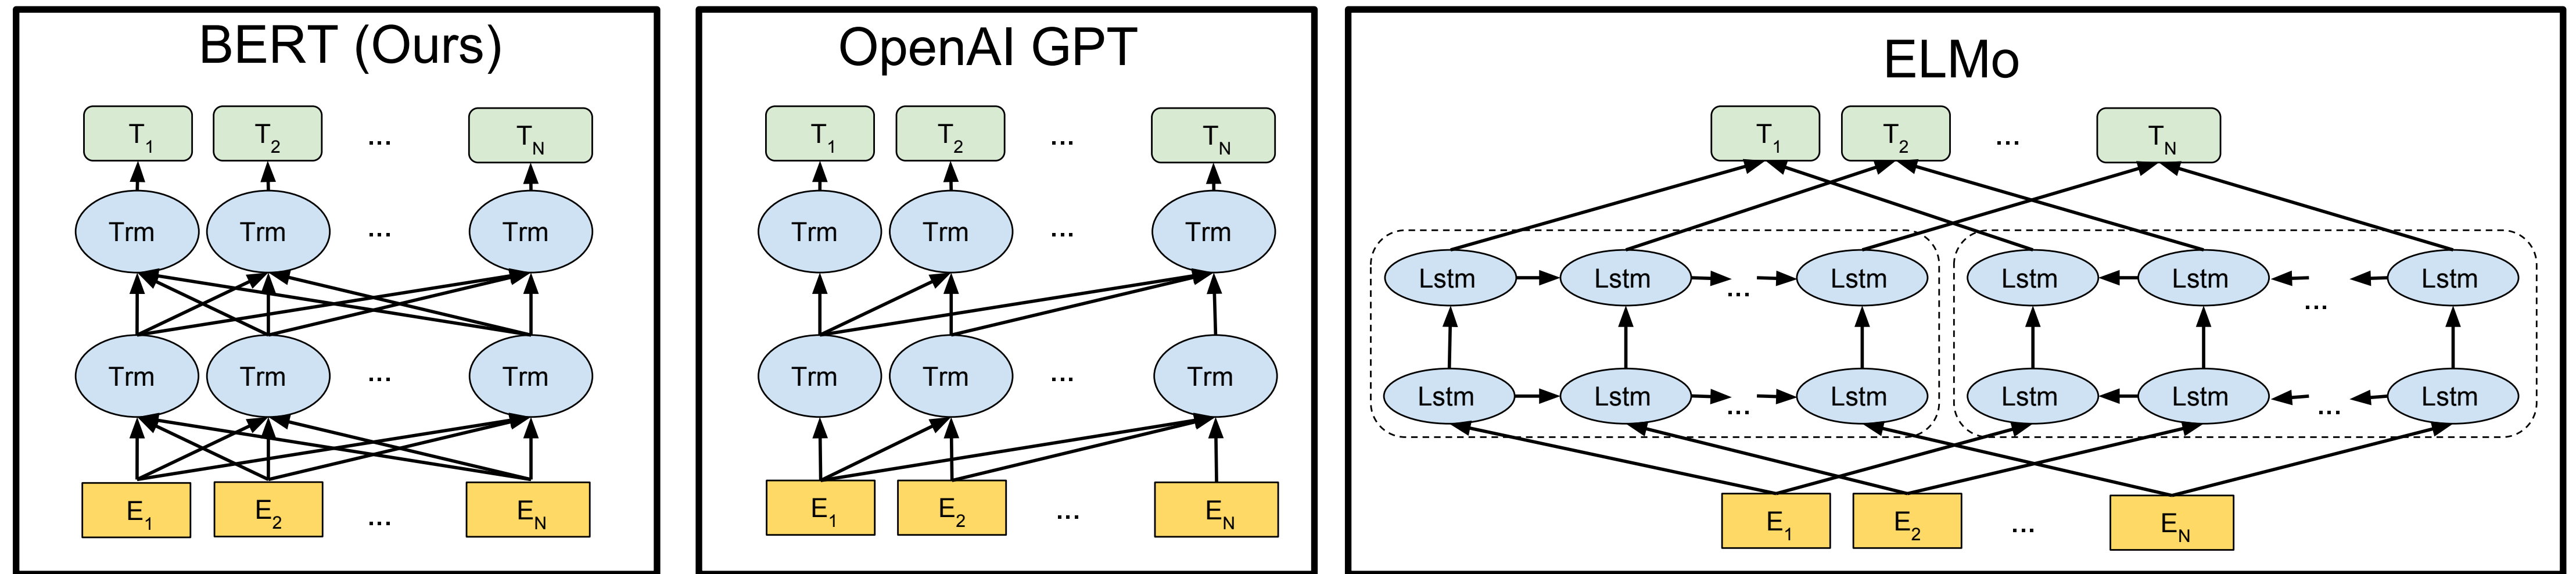 BERT (Ours)
T1 T2 ... TN
Trm Trm ... Trm
Trm Trm ... Trm
E1 E2 ... EN
OpenAI GPT
T1 T2 ... TN
Trm Trm ... Trm
Trm Trm ... Trm
E1 E2 ... EN
ELMo
T1 T2 ... TN
Lstm Lstm ... Lstm Lstm Lstm ... Lstm
Lstm Lstm ... Lstm Lstm Lstm ... Lstm
E1 E2 ... EN